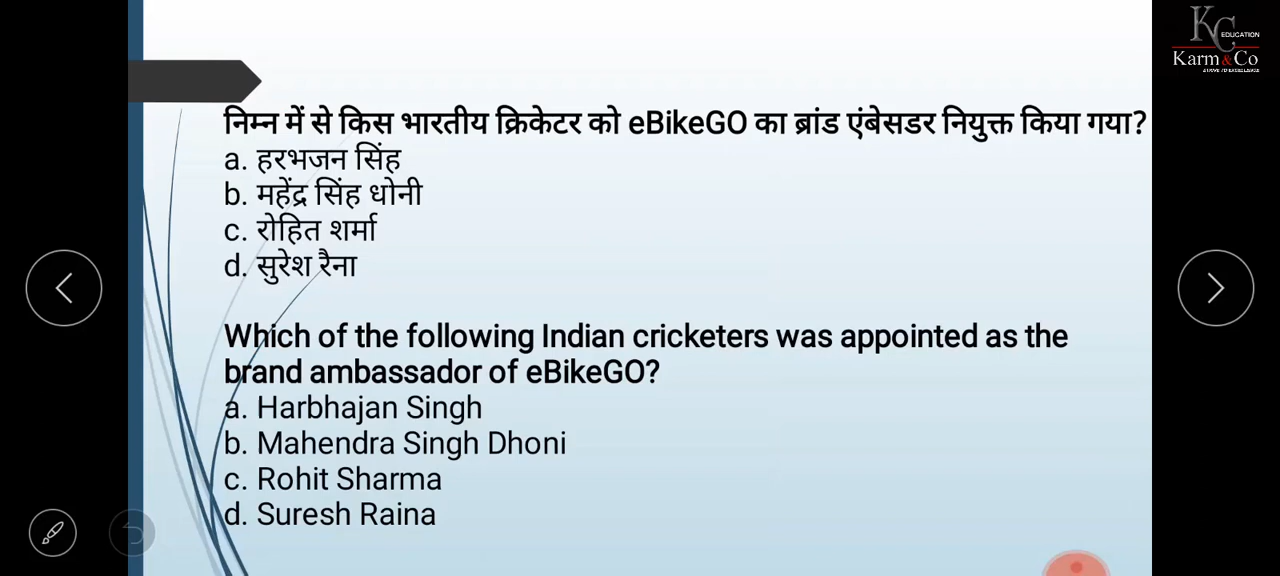 KC EDUCATION
Karm&Co
निम्न में से किस भारतीय क्रिकेटर को eBikeGO का ब्रांड एंबेसडर नियुक्त किया गया?
a. हरभजन सिंह
b. महेंद्र सिंह धोनी
c. रोहित शर्मा
d. सुरेश रैना
Which of the following Indian cricketers was appointed as the
brand ambassador of eBikeGO?
a. Harbhajan Singh
b. Mahendra Singh Dhoni
c. Rohit Sharma
d. Suresh Raina